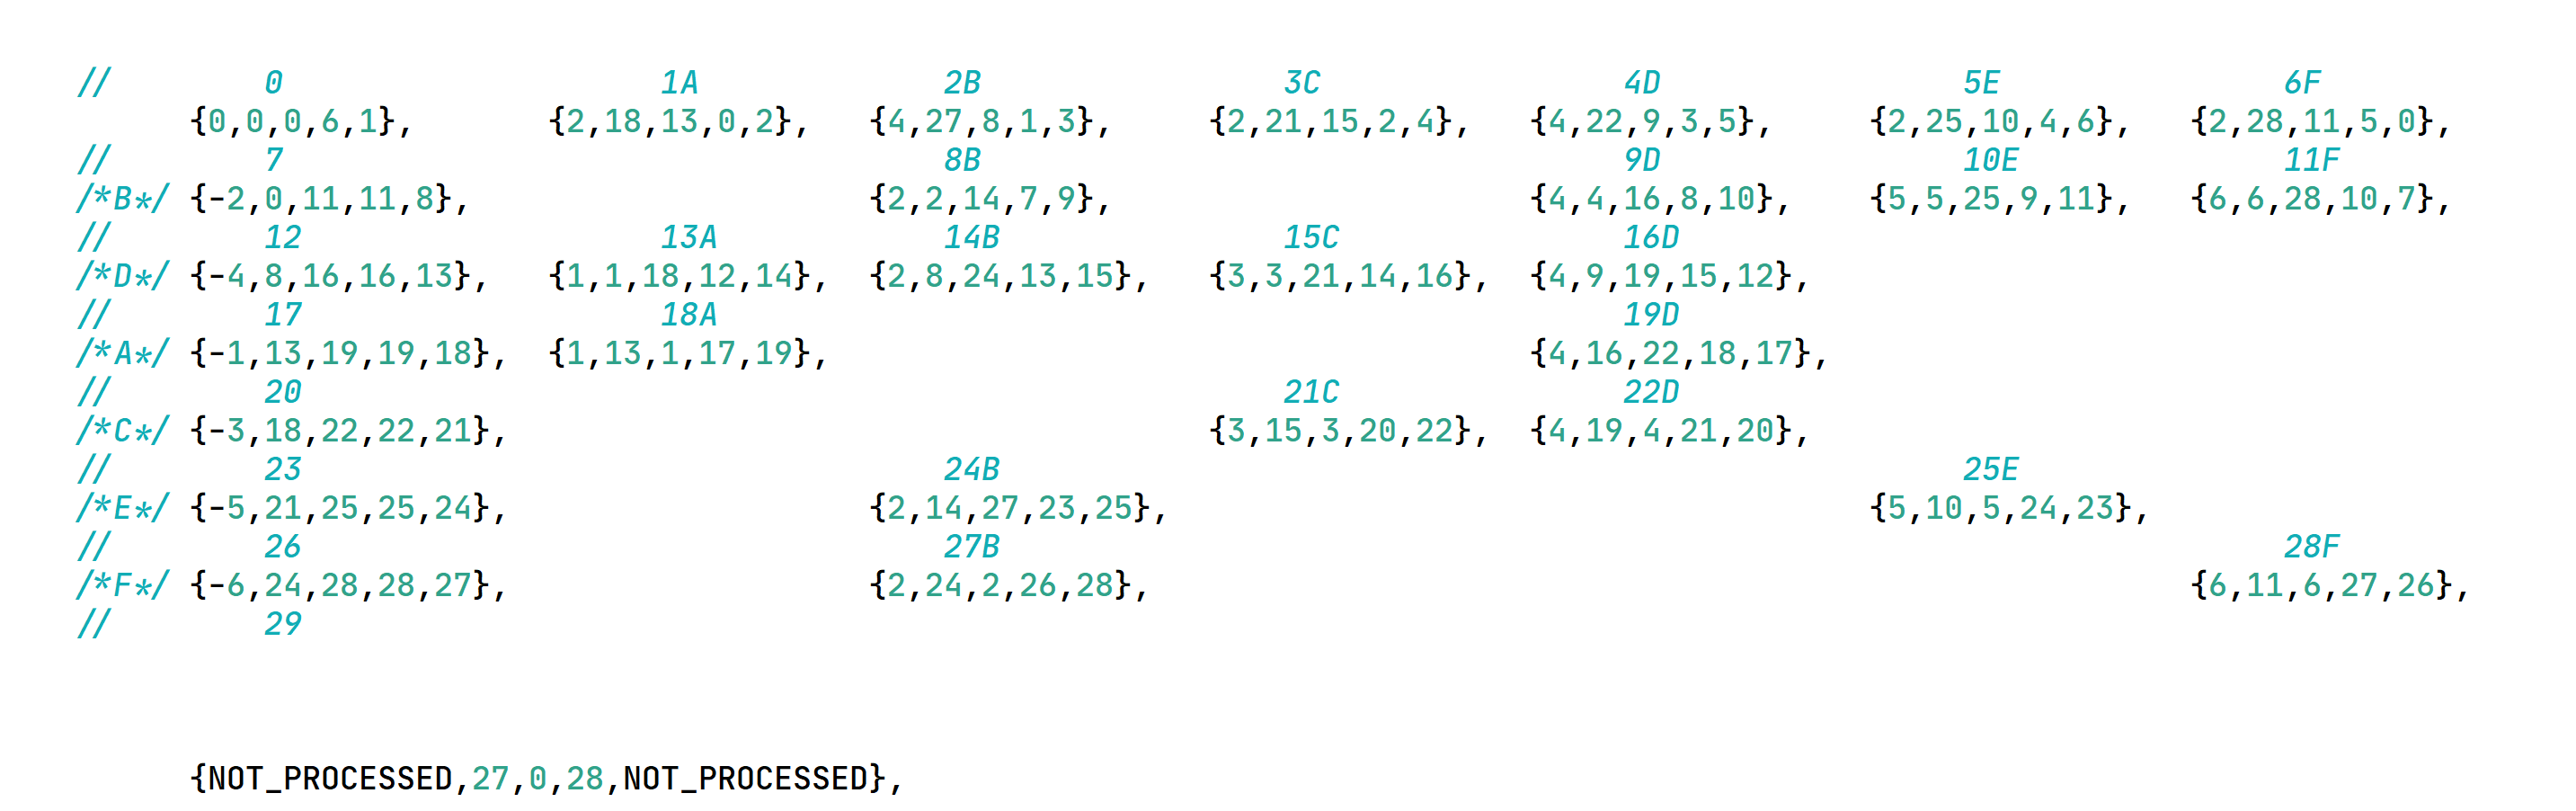 // 0 1A 2B 3C 4D 5E 6F
{0,0,0,6,1}, {2,18,13,0,2}, {4,27,8,1,3}, {2,21,15,2,4}, {4,22,9,3,5}, {2,25,10,4,6}, {2,28,11,5,0},
// 7 8B 9D 10E 11F
/*B*/ {-2,0,11,11,8}, {2,2,14,7,9}, {4,4,16,8,10}, {5,5,25,9,11}, {6,6,28,10,7},
// 12 13A 14B 15C 16D
/*D*/ {-4,8,16,16,13}, {1,1,18,12,14}, {2,8,24,13,15}, {3,3,21,14,16}, {4,9,19,15,12},
// 17 18A 19D
/*A*/ {-1,13,19,19,18}, {1,13,1,17,19}, {4,16,22,18,17},
// 20 21C 22D
/*C*/ {-3,18,22,22,21}, {3,15,3,20,22}, {4,19,4,21,20},
// 23 24B 25E
/*E*/ {-5,21,25,25,24}, {2,14,27,23,25}, {5,10,5,24,23},
// 26 27B 28F
/*F*/ {-6,24,28,28,27}, {2,24,2,26,28}, {6,11,6,27,26},
// 29
{NOT_PROCESSED,27,0,28,NOT_PROCESSED},